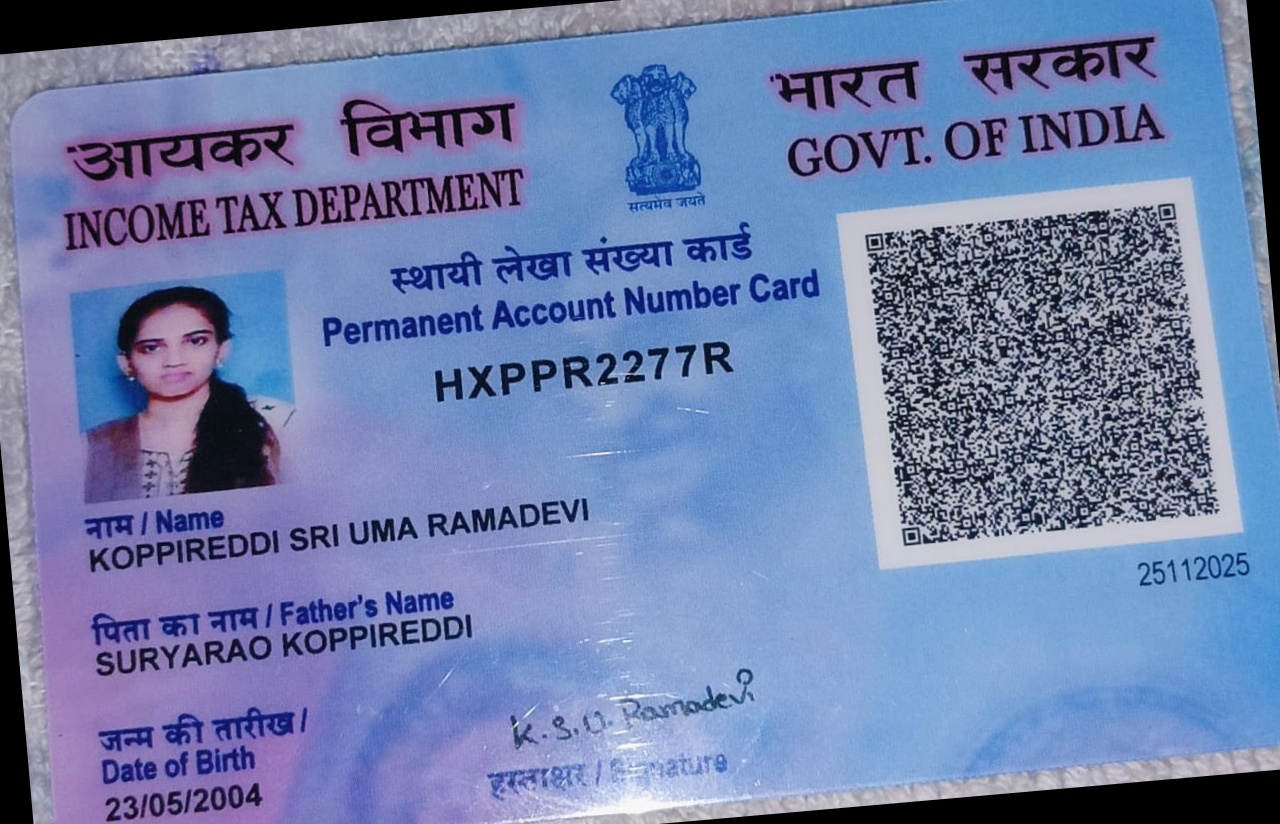 आयकर विभाग
INCOME TAX DEPARTMENT
सत्यमेव जयते
भारत सरकार
GOVT. OF INDIA
स्थायी लेखा संख्या कार्ड
Permanent Account Number Card
HXPPR2277R
नाम / Name
KOPPIREDDI SRI UMA RAMADEVI
25112025
पिता का नाम / Father's Name
SURYARAO KOPPIREDDI
जन्म की तारीख /
Date of Birth
23/05/2004
K.S.U. Ramadevi
हस्ताक्षर / Signature